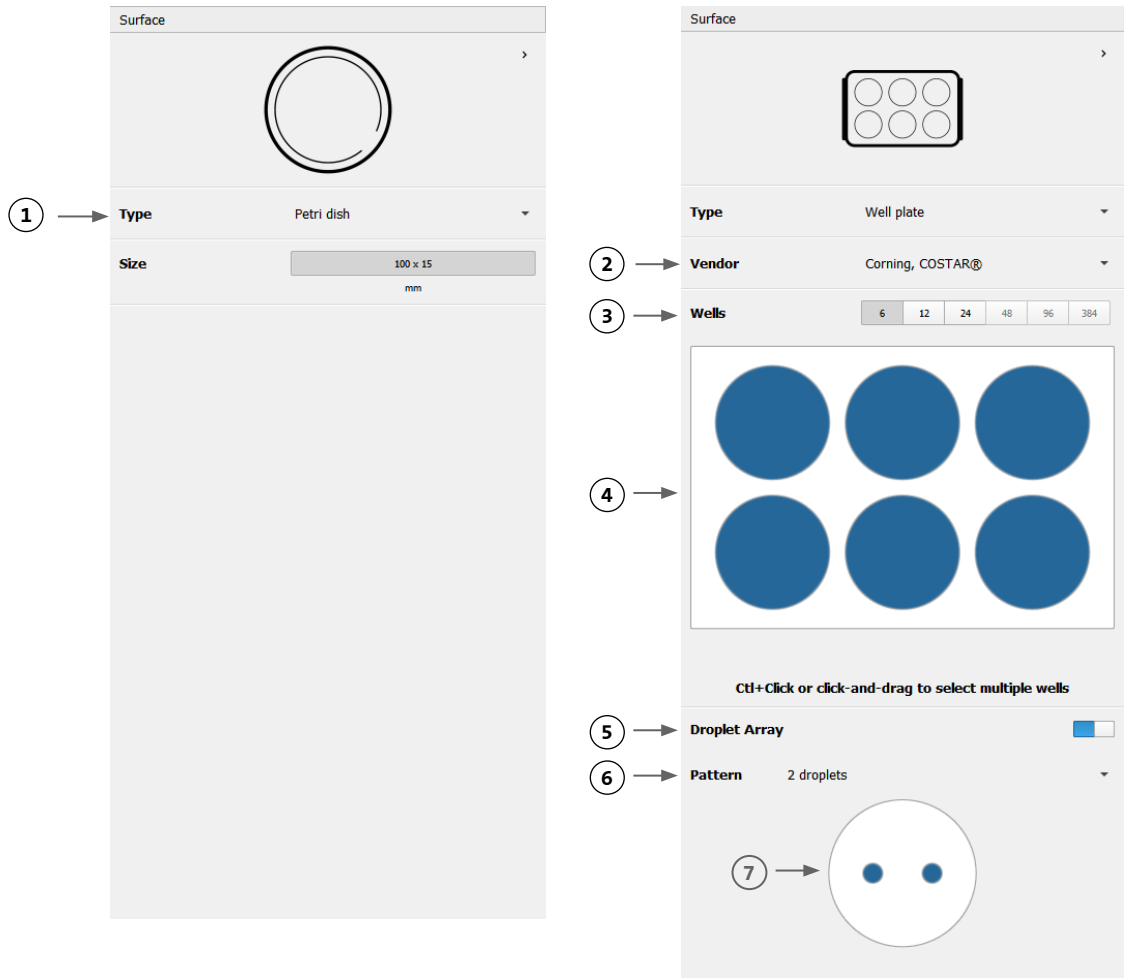 Surface
1
Type Petri dish
Size 100 x 15
mm
Surface
Type Well plate
2
Vendor Corning, COSTAR®
3
Wells 6 12 24 48 96 384
4
Ctl+Click or click-and-drag to select multiple wells
5
Droplet Array
6
Pattern 2 droplets
7